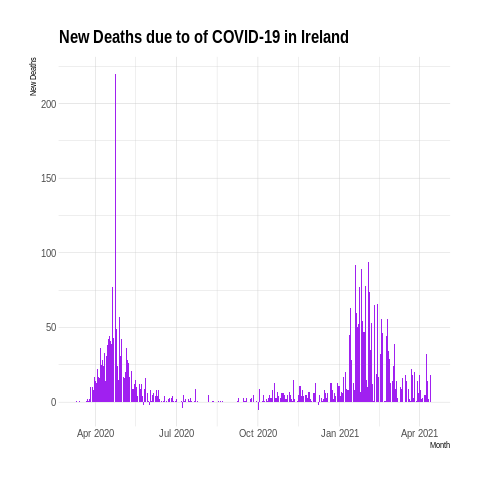 New Deaths due to of COVID-19 in Ireland
New Deaths
200
150
100
50
0
Apr 2020 Jul 2020 Oct 2020 Jan 2021 Apr 2021
Month